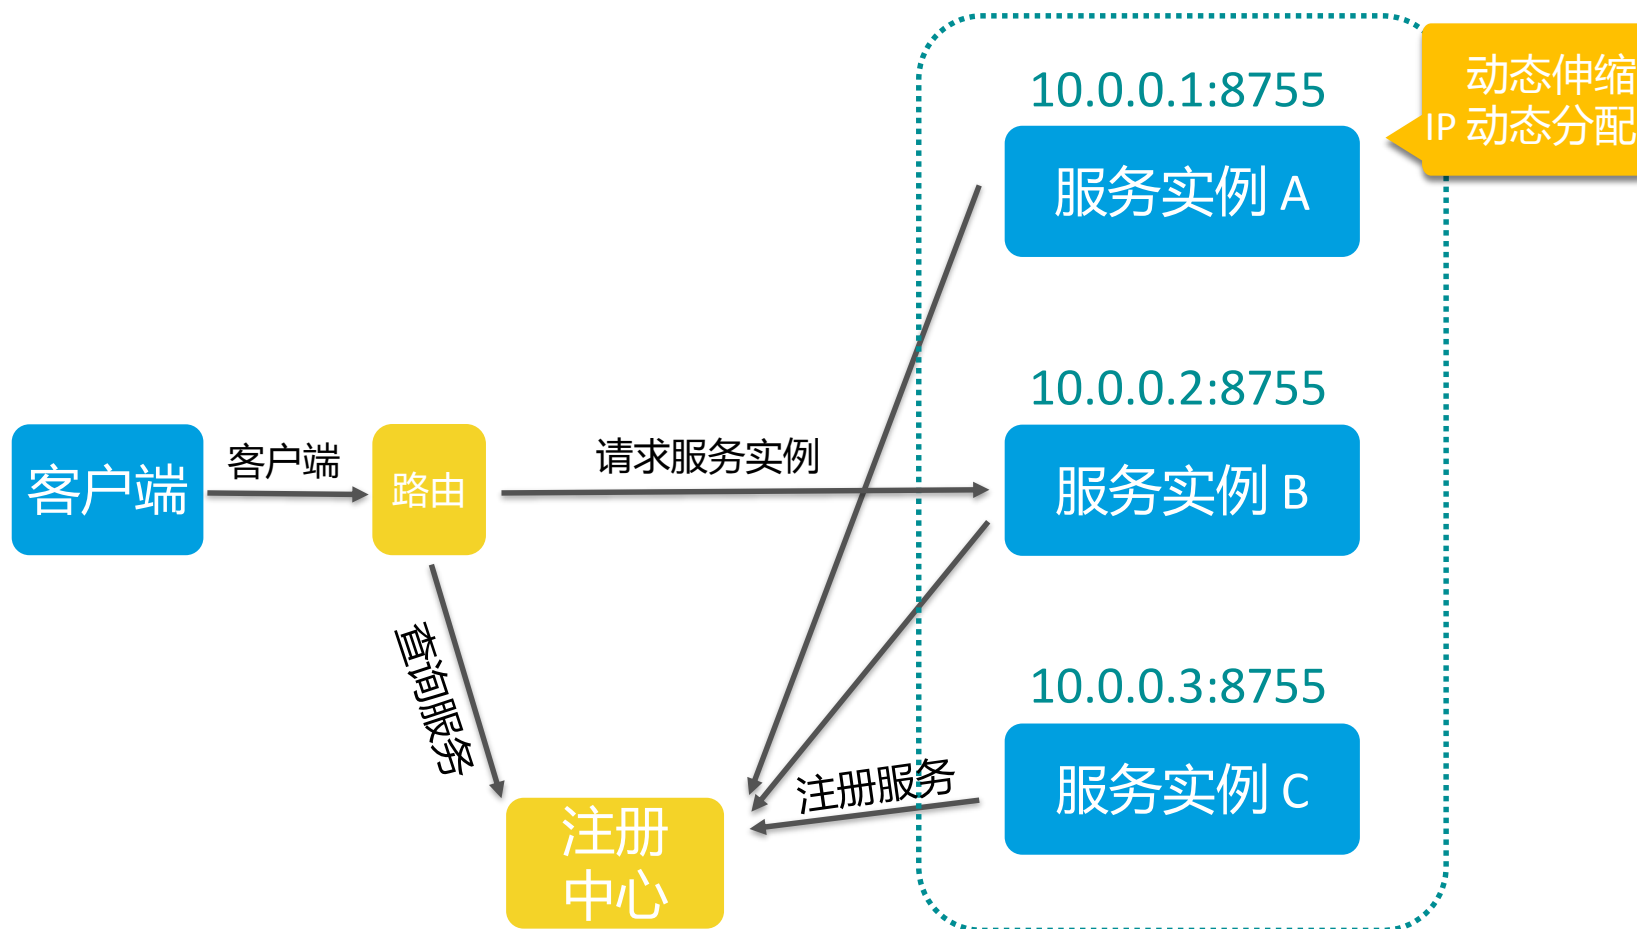 10.0.0.1:8755
动态伸缩
IP 动态分配
服务实例 A
10.0.0.2:8755
客户端
客户端
路由
请求服务实例
服务实例 B
查询服务
10.0.0.3:8755
注册服务
服务实例 C
注册
中心